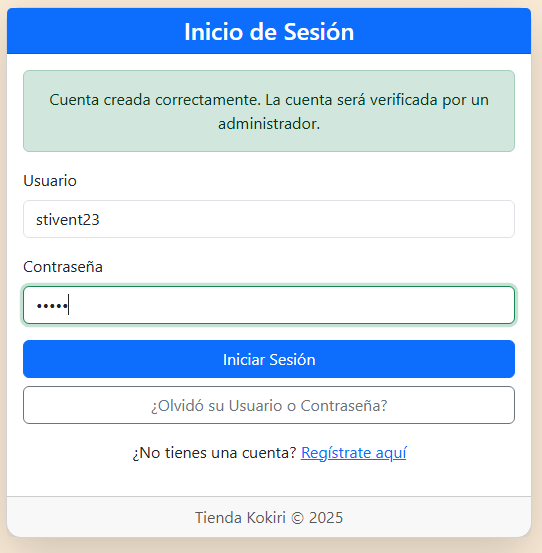 Inicio de Sesión
Cuenta creada correctamente. La cuenta será verificada por un
administrador.
Usuario
stivent23
Contraseña
•••••
Iniciar Sesión
¿Olvidó su Usuario o Contraseña?
¿No tienes una cuenta? Regístrate aquí
Tienda Kokiri © 2025